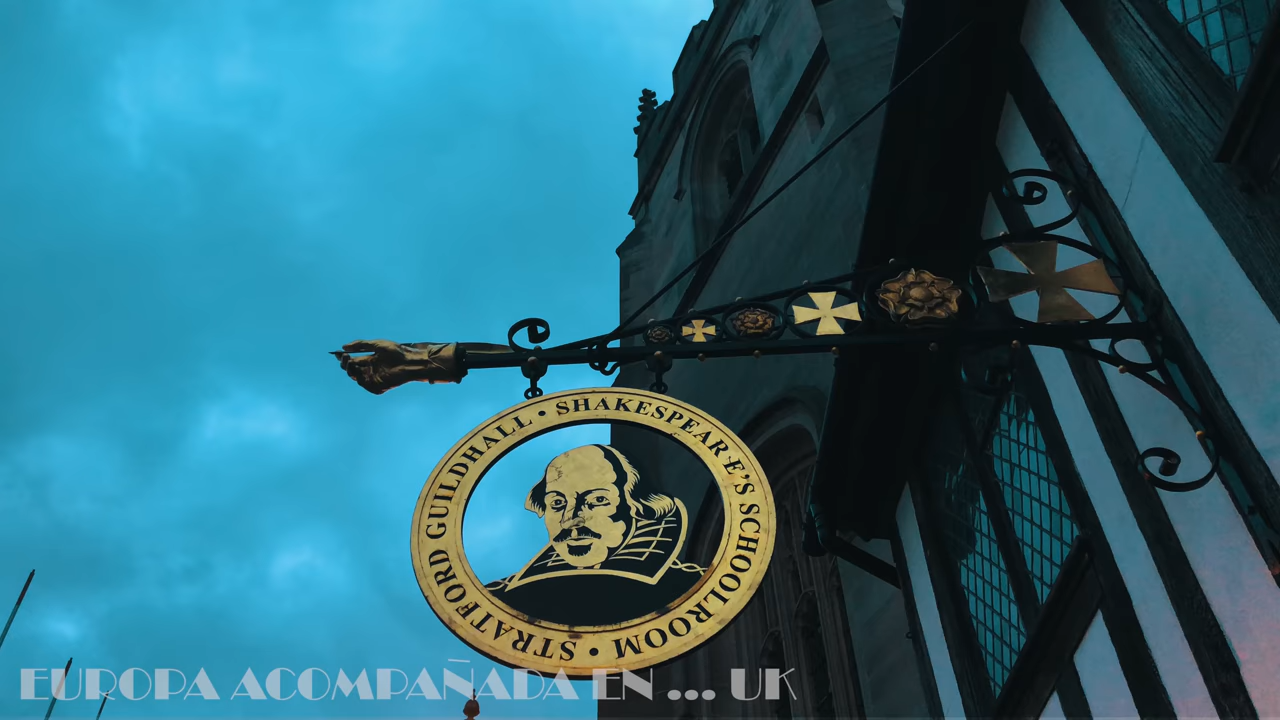 STRATFORD GUILDHALL • SHAKESPEARE'S SCHOOLROOM •
EUROPA ACOMPAÑADA EN ... UK